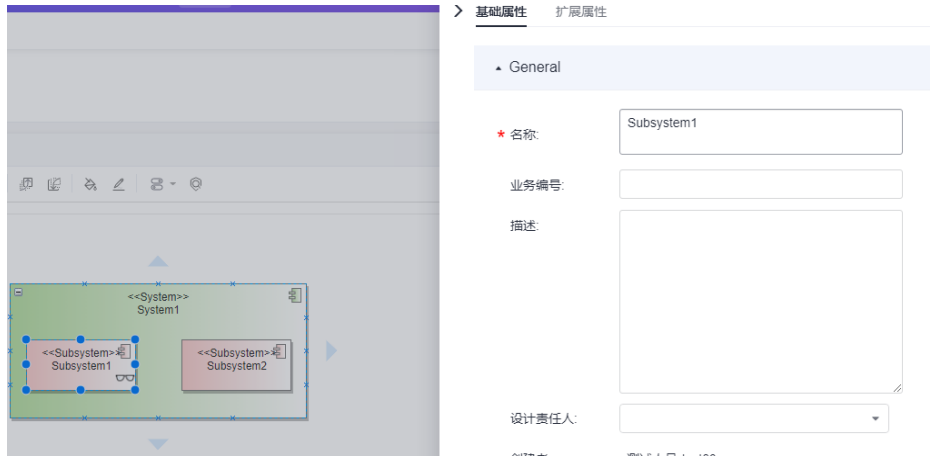 基础属性 扩展属性
General
* 名称: Subsystem1
业务编号:
描述:
设计责任人:
<<System>>
System1
<<Subsystem>>
Subsystem1
<<Subsystem>>
Subsystem2